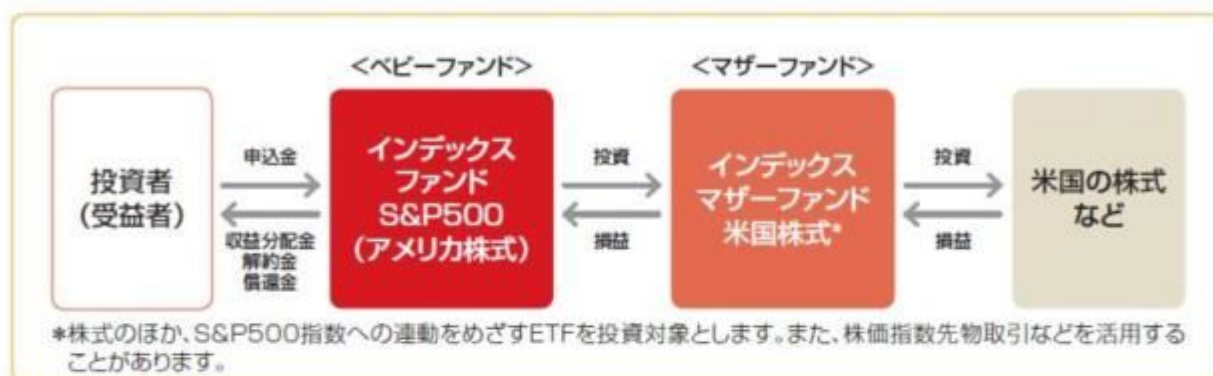 <ベビーファンド>
<マザーファンド>
投資者
(受益者)
申込金
収益分配金
解約金
償還金
インデックス
ファンド
S&P500
(アメリカ株式)
投資
損益
インデックス
マザーファンド
米国株式*
投資
損益
米国の株式
など
*株式のほか、S&P500指数への連動をめざすETFを投資対象とします。また、株価指数先物取引などを活用する
ことがあります。